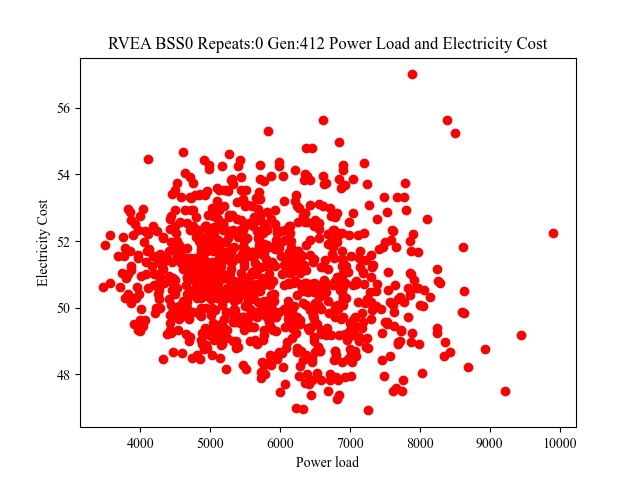 RVEA BSS0 Repeats:0 Gen:412 Power Load and Electricity Cost
56
54
52
50
48
Electricity Cost
4000 5000 6000 7000 8000 9000 10000
Power load